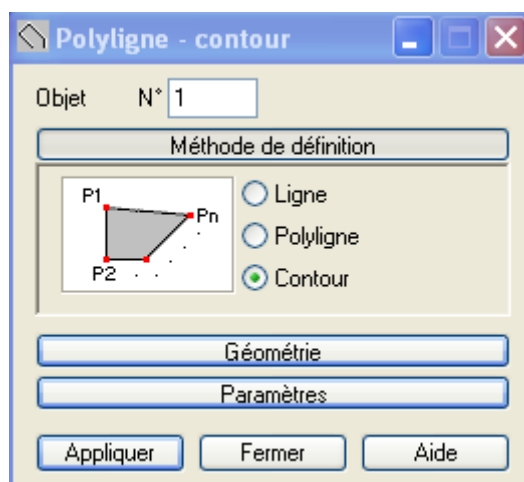 Polyligne - contour
Objet N° 1
Méthode de définition
P1
Pn
P2
Ligne
Polyligne
Contour
Géométrie
Paramètres
Appliquer Fermer Aide